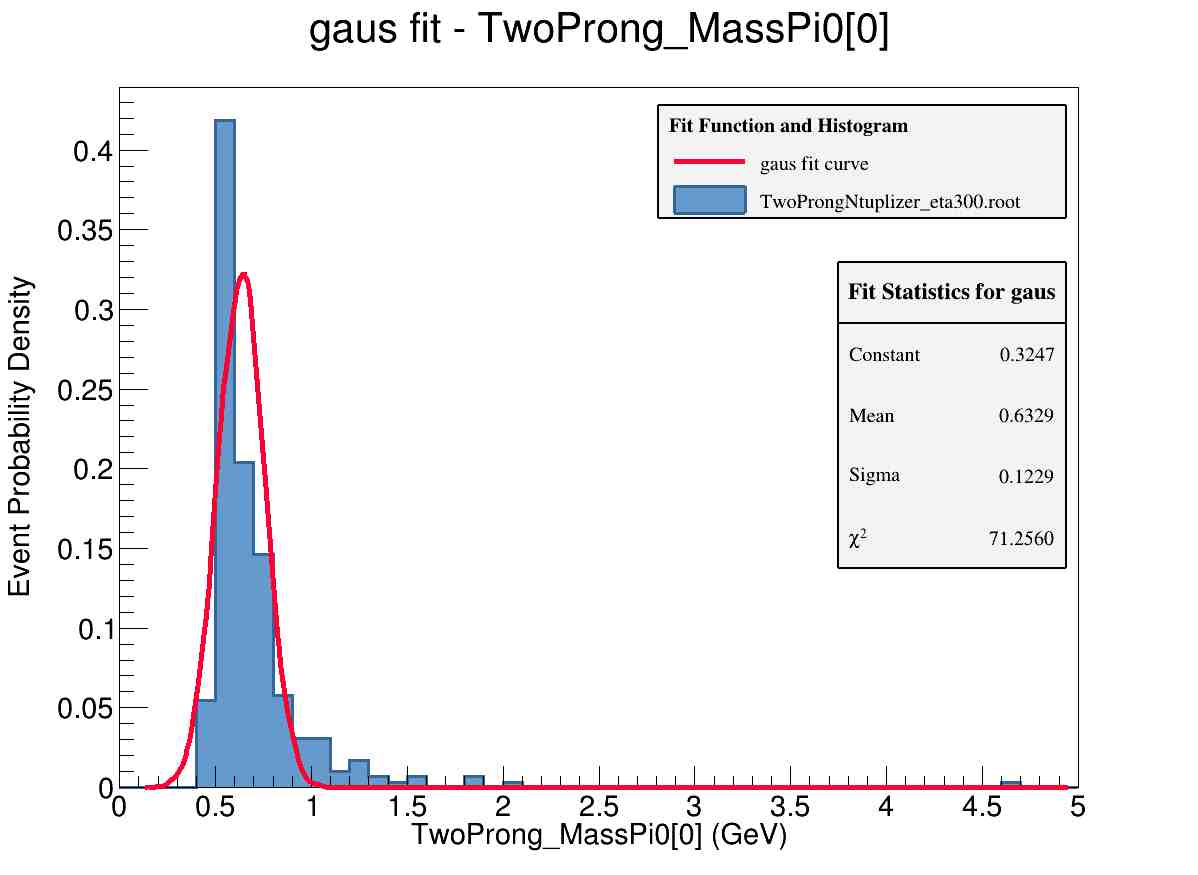 gaus fit - TwoProng_MassPi0[0]
Fit Function and Histogram
gaus fit curve
TwoProngNtuplizer_eta300.root
Fit Statistics for gaus
Constant 0.3247
Mean 0.6329
Sigma 0.1229
χ² 71.2560
Event Probability Density
0.4
0.35
0.3
0.25
0.2
0.15
0.1
0.05
0
0 0.5 1 1.5 2 2.5 3 3.5 4 4.5 5
TwoProng_MassPi0[0] (GeV)